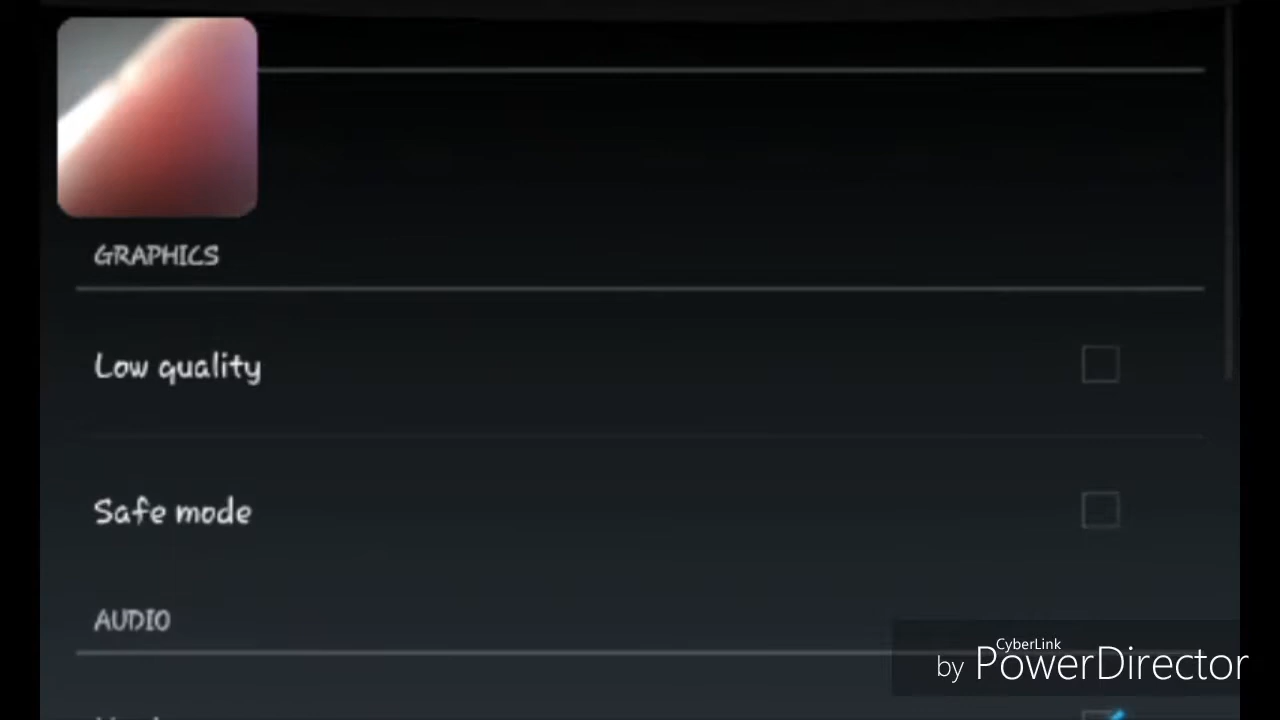 GRAPHICS
Low quality
Safe mode
AUDIO
CyberLink
by PowerDirector